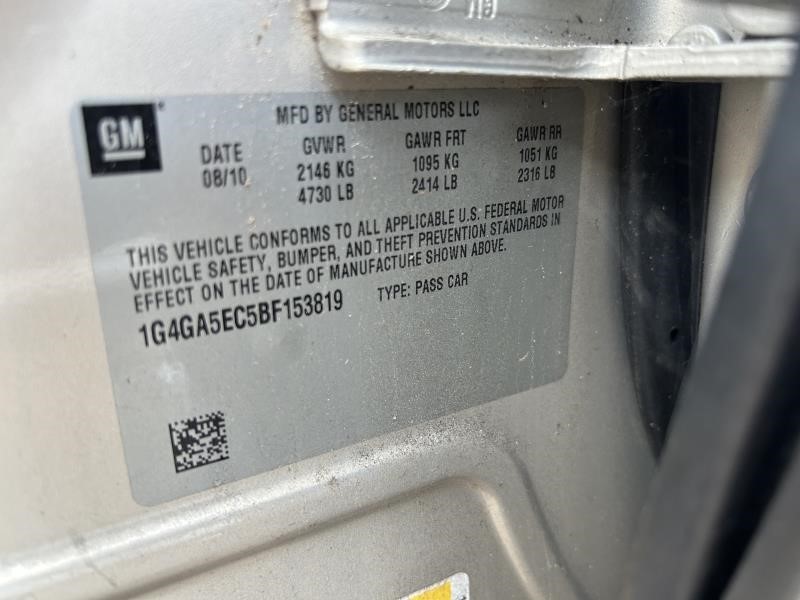 GM®
MFD BY GENERAL MOTORS LLC
DATE GVWR GAWR FRT GAWR RR
08/10 2146 KG 1095 KG 1051 KG
4730 LB 2414 LB 2316 LB
THIS VEHICLE CONFORMS TO ALL APPLICABLE U.S. FEDERAL MOTOR
VEHICLE SAFETY, BUMPER, AND THEFT PREVENTION STANDARDS IN
EFFECT ON THE DATE OF MANUFACTURE SHOWN ABOVE.
1G4GA5EC5BF153819 TYPE: PASS CAR